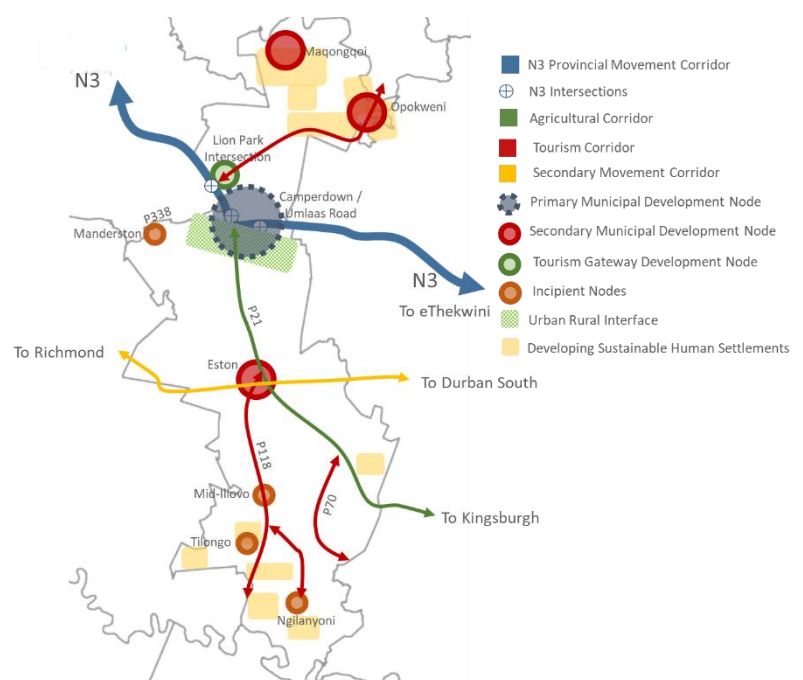 Maqongqoi
N3
Opokweni
Lion Park
Intersection
Camperdown /
Umlaas Road
P338
Manderston
N3
To eThekwini
P21
To Richmond
Eston
To Durban South
P118
Mid-Illovo
P70
To Kingsburgh
Tilongo
Ngilanyoni
N3 Provincial Movement Corridor
N3 Intersections
Agricultural Corridor
Tourism Corridor
Secondary Movement Corridor
Primary Municipal Development Node
Secondary Municipal Development Node
Tourism Gateway Development Node
Incipient Nodes
Urban Rural Interface
Developing Sustainable Human Settlements